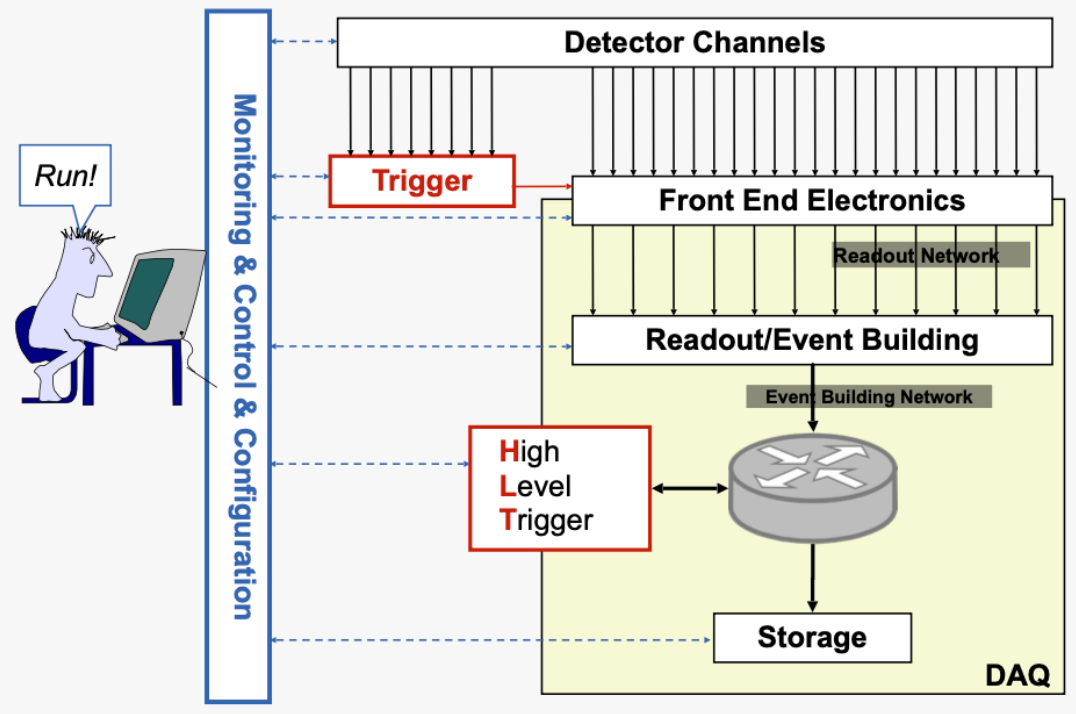 Detector Channels
Monitoring & Control & Configuration
Run!
Trigger
Front End Electronics
Readout Network
Readout/Event Building
Event Building Network
High
Level
Trigger
Storage
DAQ